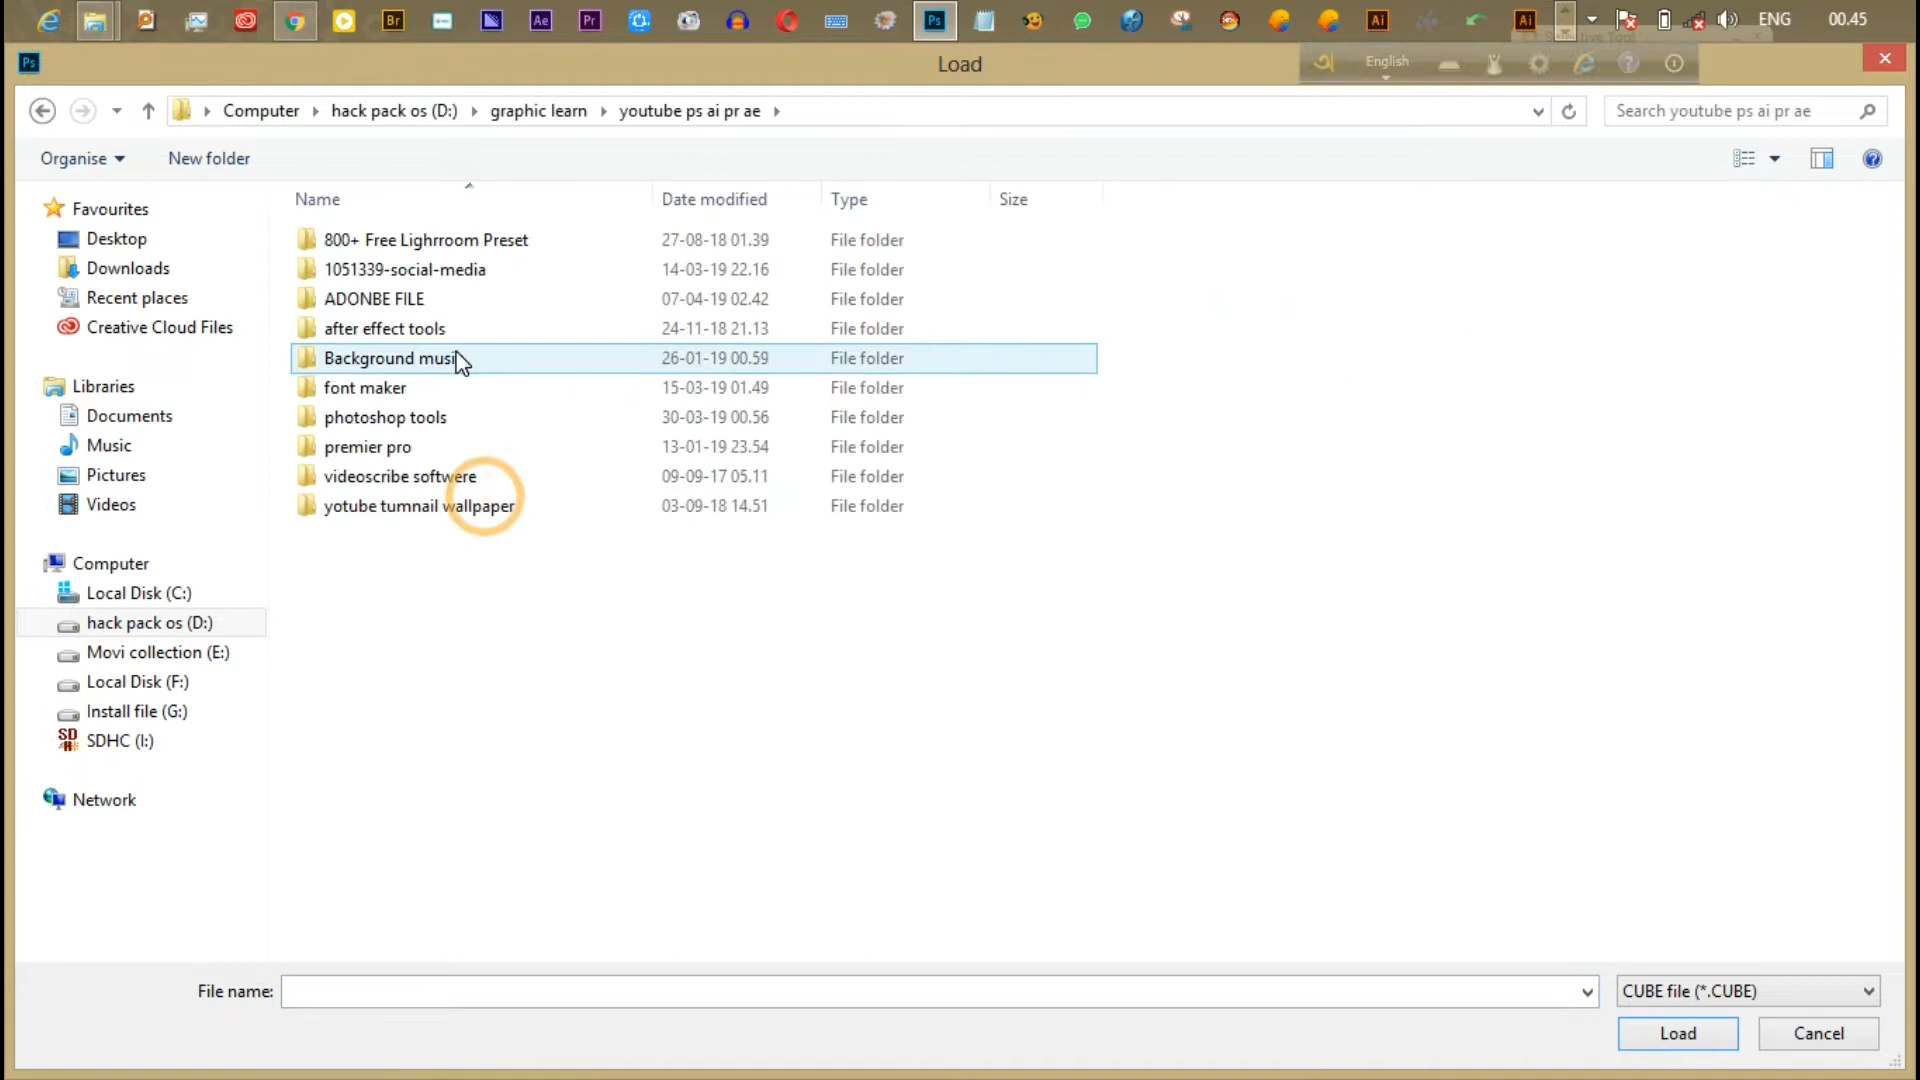 Br
Ae
Pr
Ps
Ai
Ai
ENG
00.45
Ps
Load
English
Computer
hack pack os (D:)
graphic learn
youtube ps ai pr ae
Search youtube ps ai pr ae
Organise
New folder
Name
Date modified
Type
Size
Favourites
Desktop
Downloads
Recent places
Creative Cloud Files
Libraries
Documents
Music
Pictures
Videos
Computer
Local Disk (C:)
hack pack os (D:)
Movi collection (E:)
Local Disk (F:)
Install file (G:)
SDHC (I:)
Network
800+ Free Lighrroom Preset 27-08-18 01.39 File folder
1051339-social-media 14-03-19 22.16 File folder
ADONBE FILE 07-04-19 02.42 File folder
after effect tools 24-11-18 21.13 File folder
Background musi 26-01-19 00.59 File folder
font maker 15-03-19 01.49 File folder
photoshop tools 30-03-19 00.56 File folder
premier pro 13-01-19 23.54 File folder
videoscribe softwere 09-09-17 05.11 File folder
yotube tumnail wallpaper 03-09-18 14.51 File folder
File name:
CUBE file (*.CUBE)
Load
Cancel